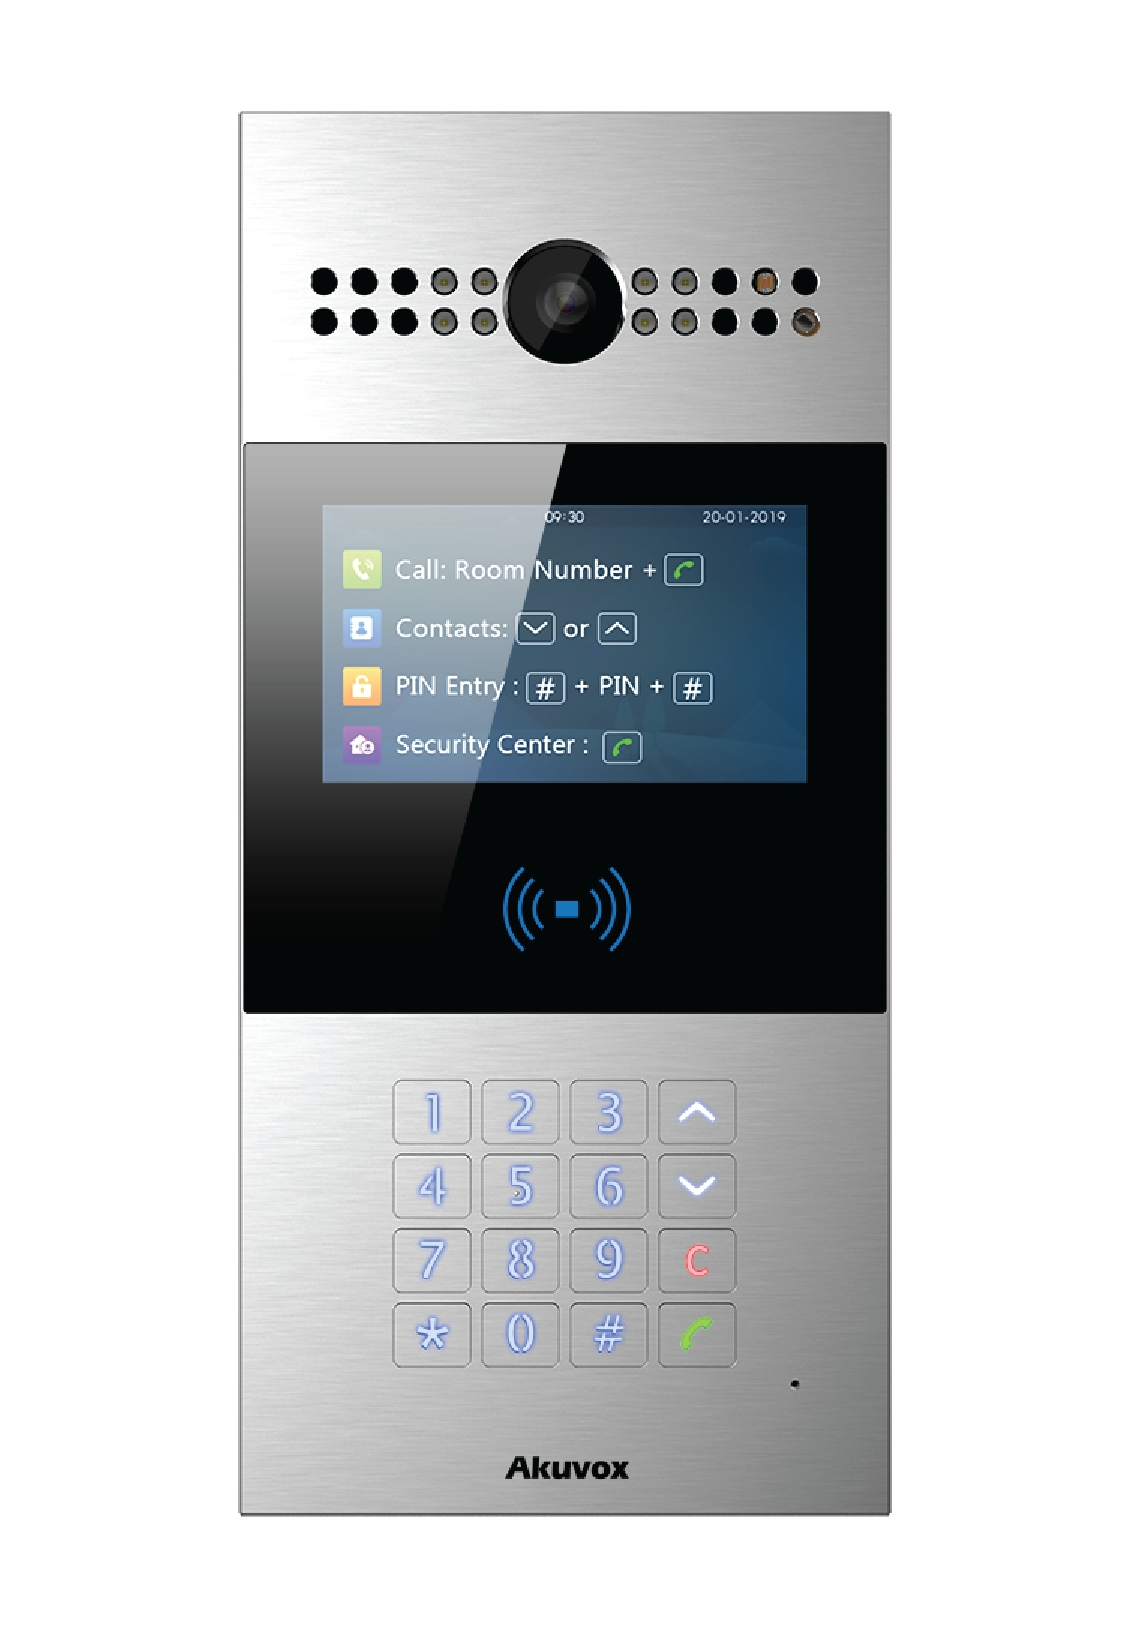 09:30 20-01-2019
Call: Room Number +
Contacts: or
PIN Entry : # + PIN + #
Security Center :
1 2 3
4 5 6
7 8 9 C
* 0 #
Akuvox